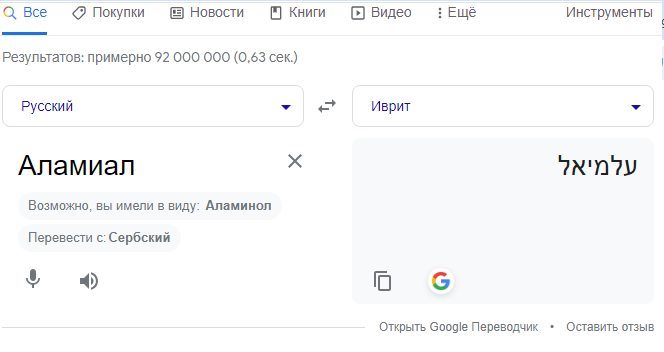 Все Покупки Новости Книги Видео Ещё Инструменты
Результатов: примерно 92 000 000 (0,63 сек.)
Русский Иврит
Аламиал עלמיאל
Возможно, вы имели в виду: Аламинол
Перевести с: Сербский
Открыть Google Переводчик • Оставить отзыв